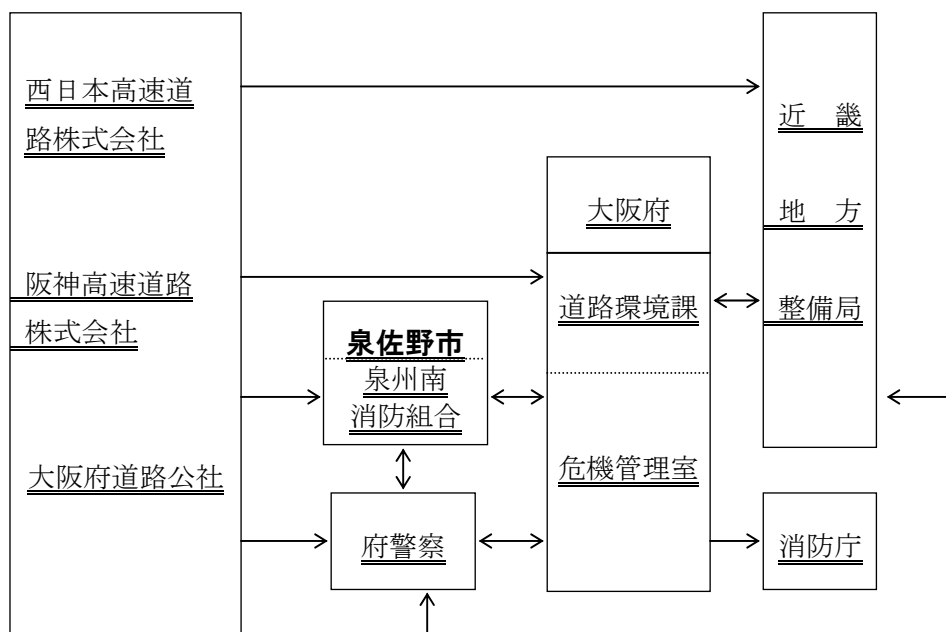 西日本高速道
路株式会社
阪神高速道路
株式会社
大阪府道路公社
泉佐野市
泉州南
消防組合
府警察
大阪府
道路環境課
危機管理室
近　畿
地　方
整備局
消防庁